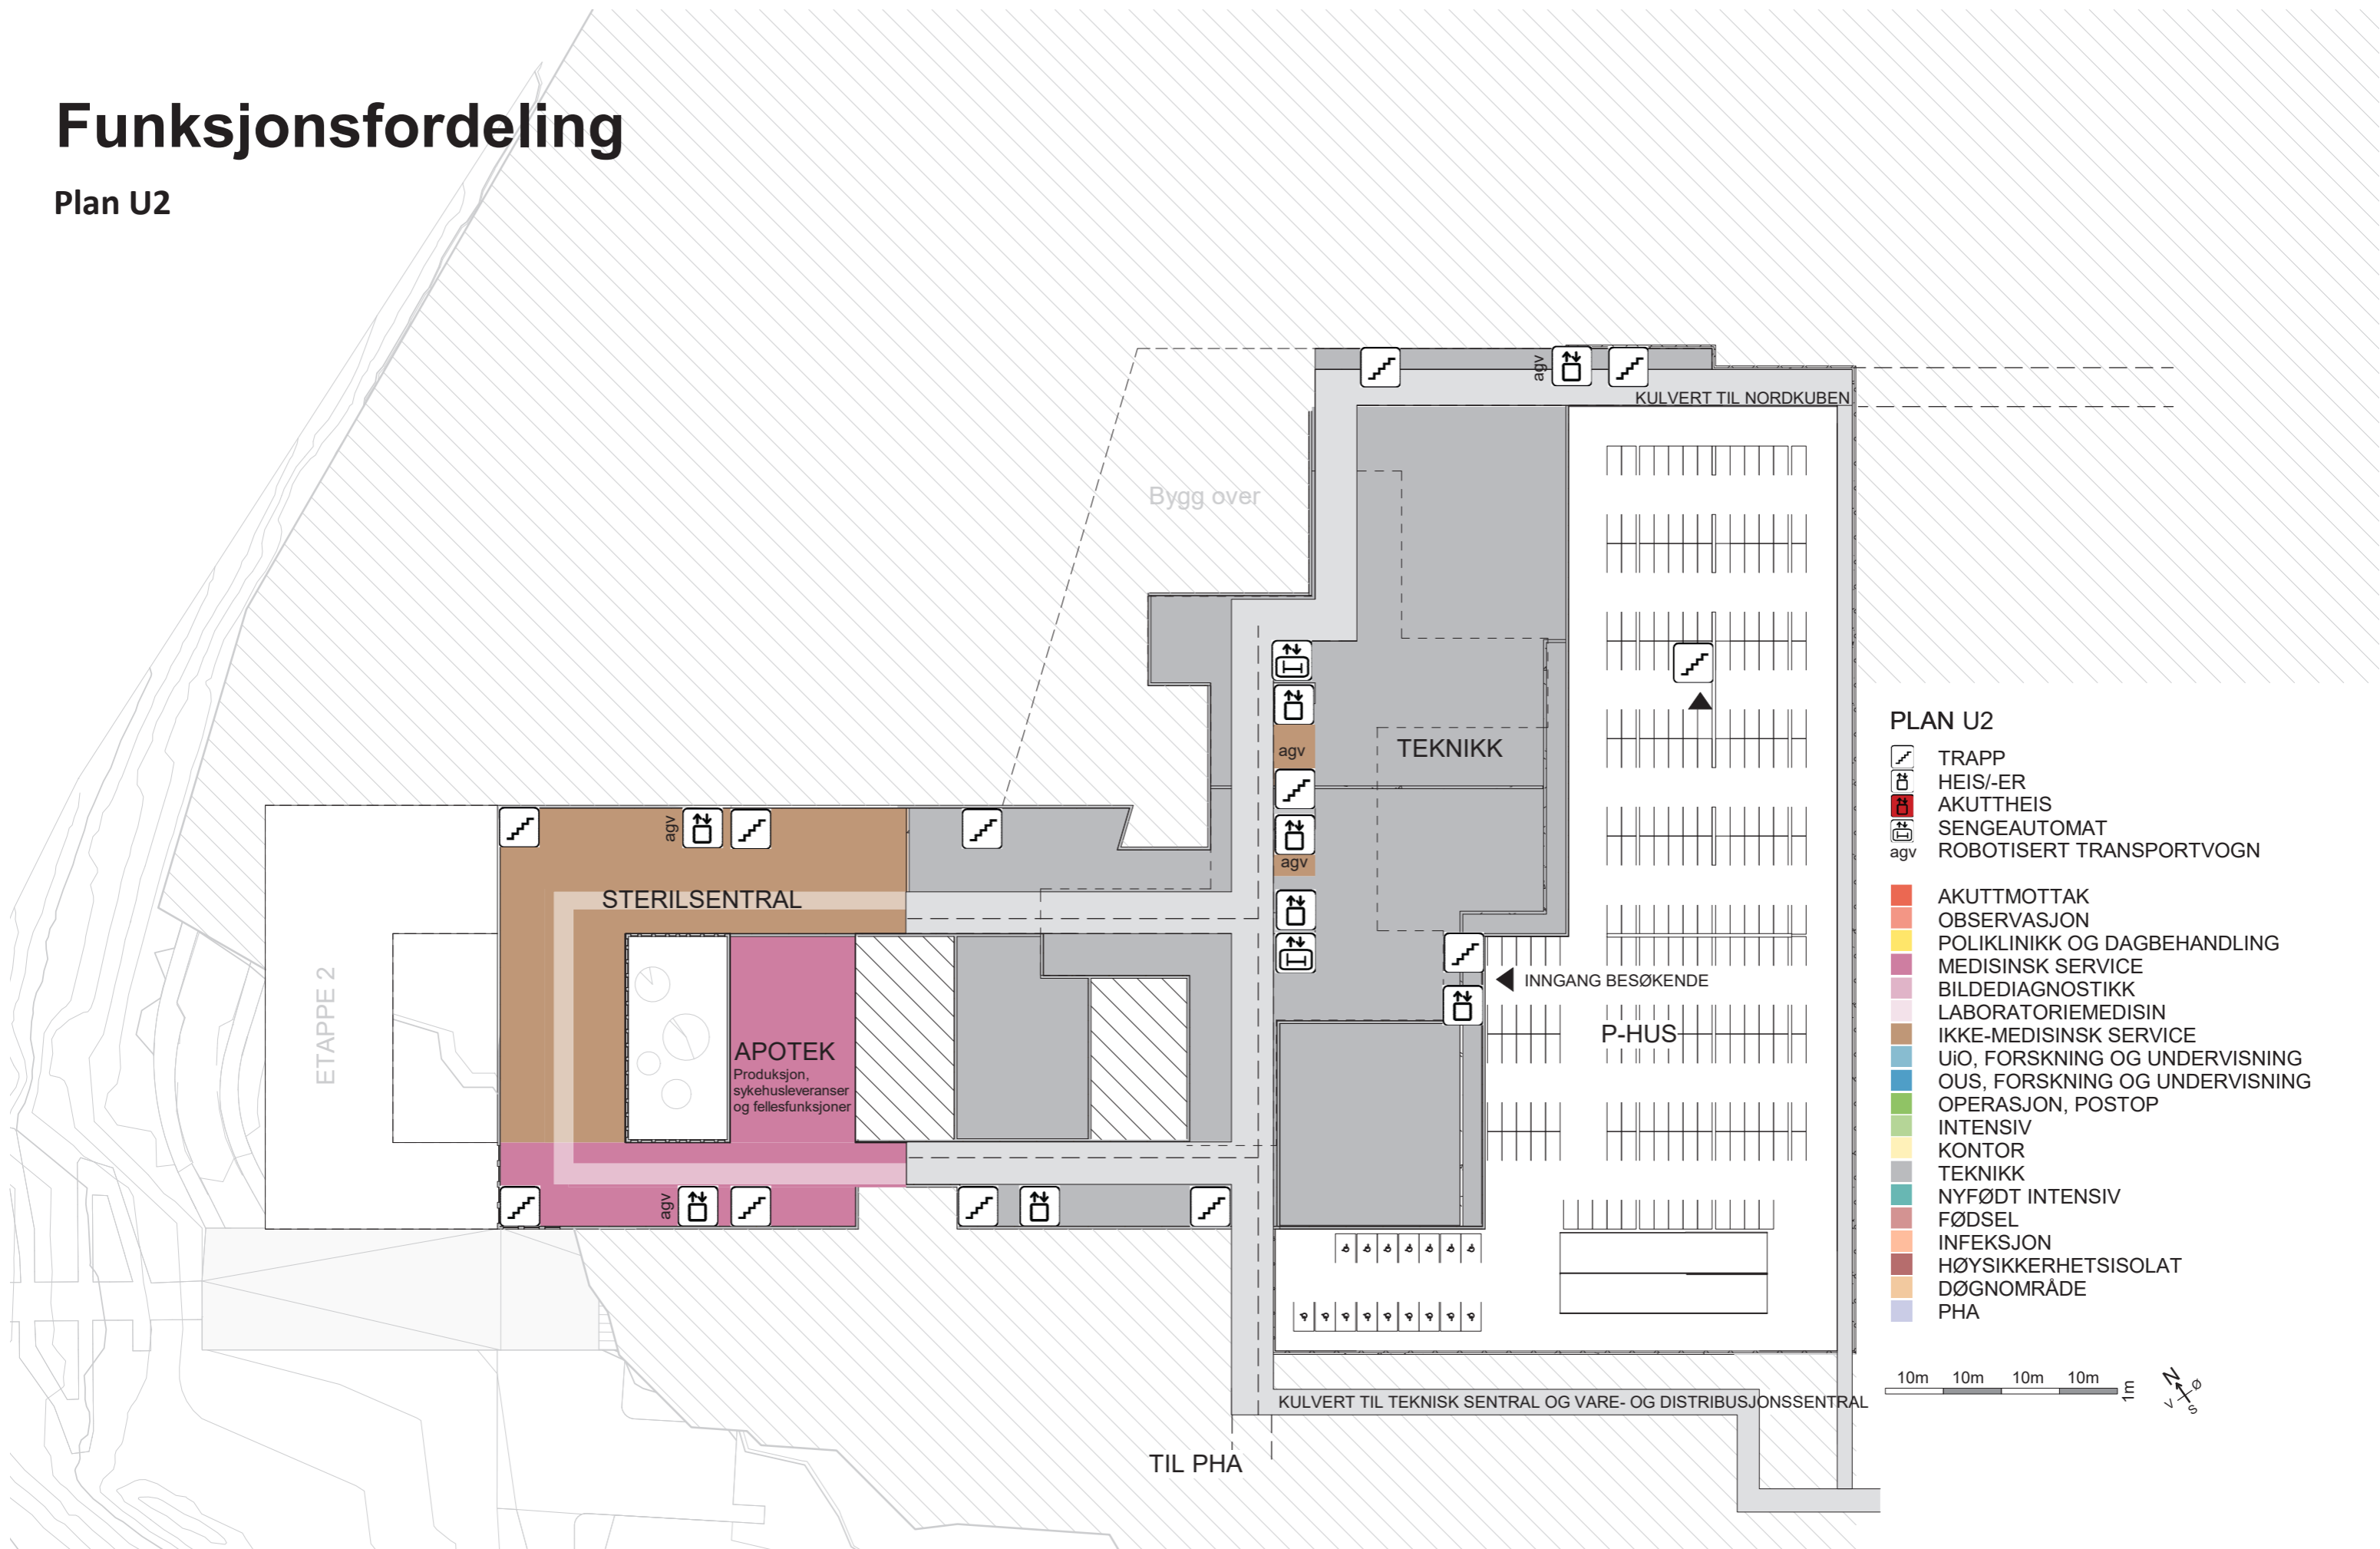 Funksjonsfordeling
Plan U2
agv
KULVERT TIL NORDKUBEN
Bygg over
agv
TEKNIKK
agv
agv
STERILSENTRAL
ETAPPE 2
INNGANG BESØKENDE
P-HUS
APOTEK
Produksjon,
sykehusleveranser
og fellesfunksjoner
agv
KULVERT TIL TEKNISK SENTRAL OG VARE- OG DISTRIBUSJONSSENTRAL
TIL PHA
PLAN U2
TRAPP
HEIS/-ER
AKUTTHEIS
SENGEAUTOMAT
agv ROBOTISERT TRANSPORTVOGN
AKUTTMOTTAK
OBSERVASJON
POLIKLINIKK OG DAGBEHANDLING
MEDISINSK SERVICE
BILDEDIAGNOSTIKK
LABORATORIEMEDISIN
IKKE-MEDISINSK SERVICE
UiO, FORSKNING OG UNDERVISNING
OUS, FORSKNING OG UNDERVISNING
OPERASJON, POSTOP
INTENSIV
KONTOR
TEKNIKK
NYFØDT INTENSIV
FØDSEL
INFEKSJON
HØYSIKKERHETSISOLAT
DØGNOMRÅDE
PHA
10m 10m 10m 10m
1m
N
Ø
V
S